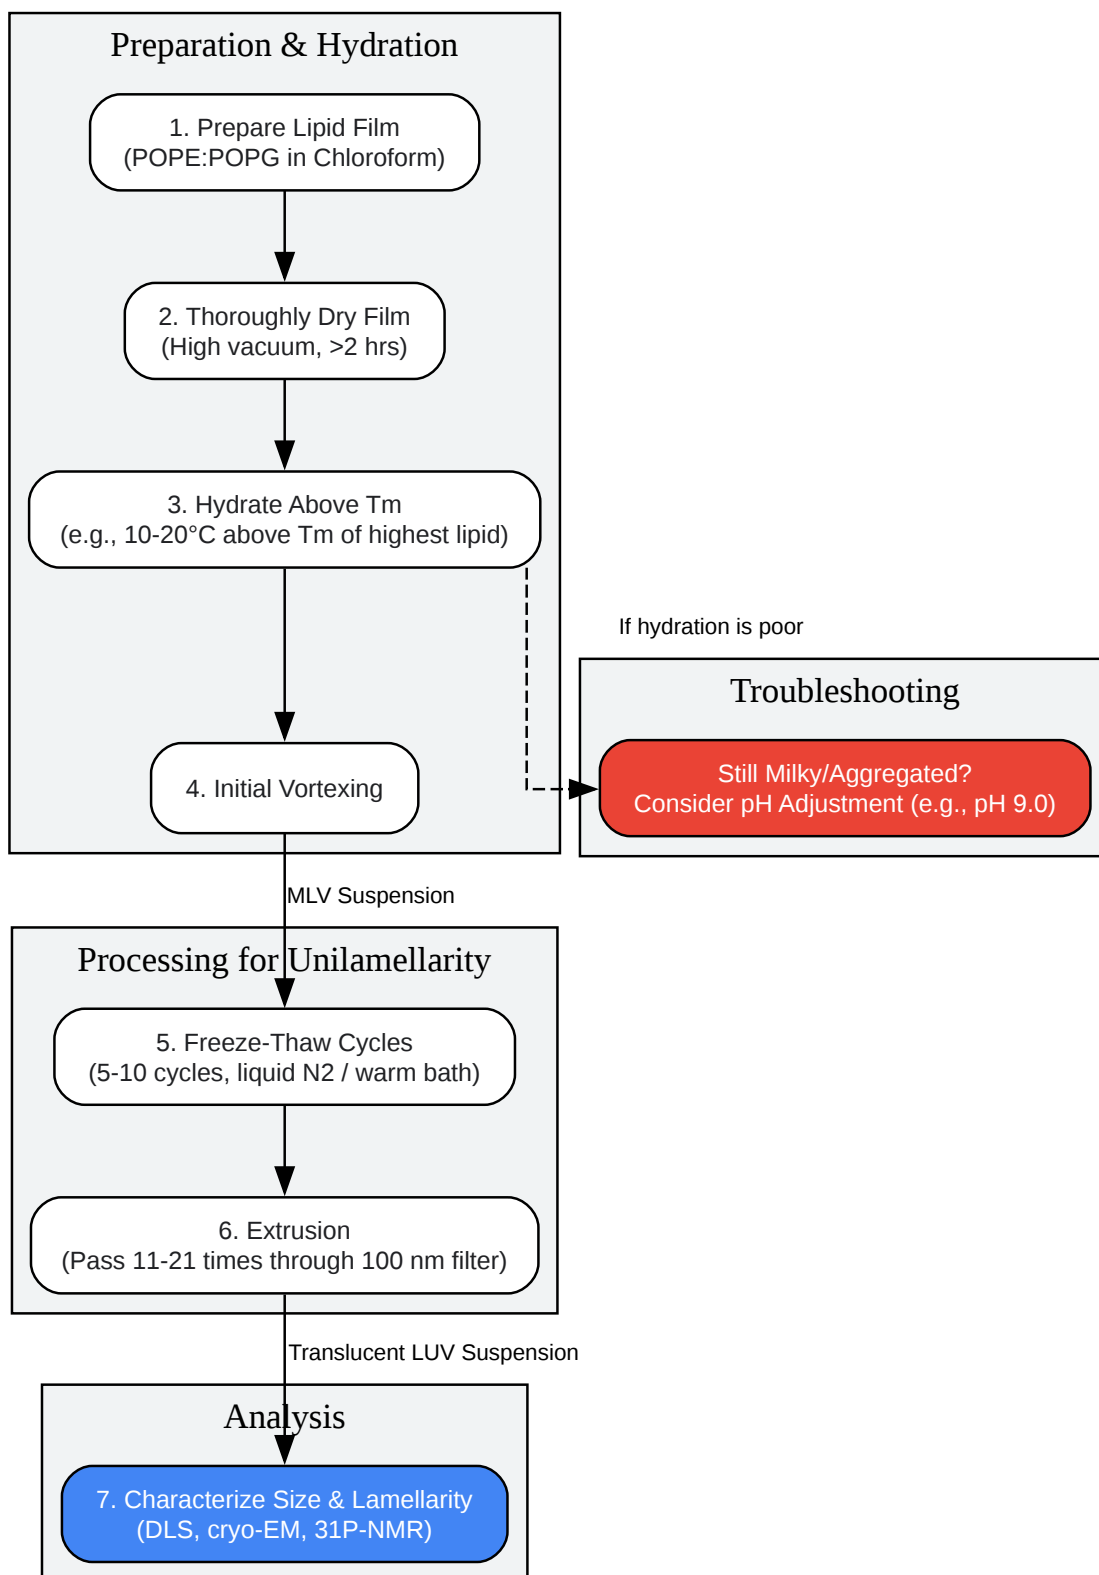 Preparation & Hydration
1. Prepare Lipid Film
(POPE:POPG in Chloroform)
2. Thoroughly Dry Film
(High vacuum, >2 hrs)
3. Hydrate Above Tm
(e.g., 10-20°C above Tm of highest lipid)
If hydration is poor
Troubleshooting
Still Milky/Aggregated?
Consider pH Adjustment (e.g., pH 9.0)
4. Initial Vortexing
MLV Suspension
Processing for Unilamellarity
5. Freeze-Thaw Cycles
(5-10 cycles, liquid N2 / warm bath)
6. Extrusion
(Pass 11-21 times through 100 nm filter)
Translucent LUV Suspension
Analysis
7. Characterize Size & Lamellarity
(DLS, cryo-EM, 31P-NMR)